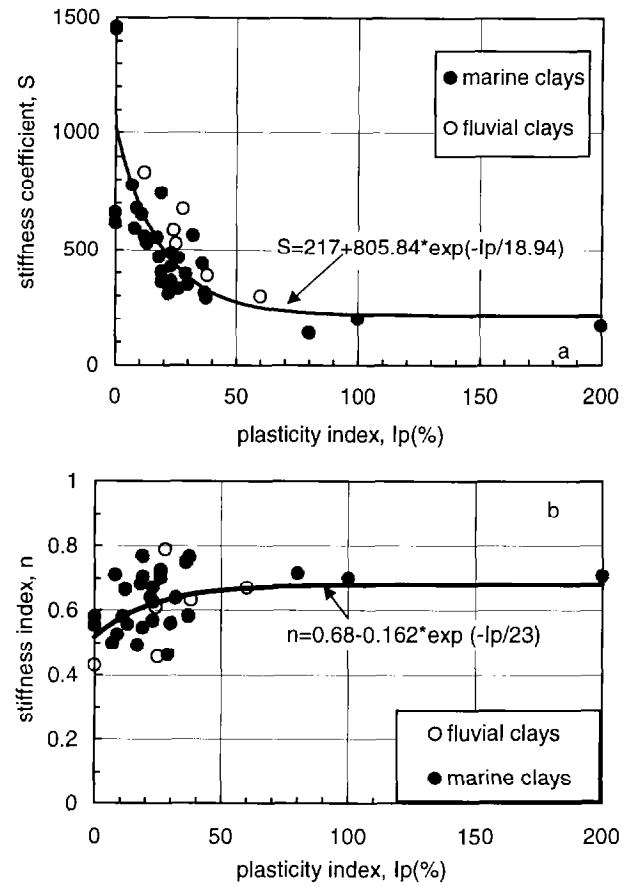 1500
1000
500
0
stiffness coefficient, S
marine clays
fluvial clays
S=217+805.84*exp(-Ip/18.94)
a
0 50 100 150 200
plasticity index, Ip(%)
1
0.8
0.6
0.4
0.2
0
stiffness index, n
b
n=0.68-0.162*exp (-Ip/23)
fluvial clays
marine clays
0 50 100 150 200
plasticity index, Ip(%)